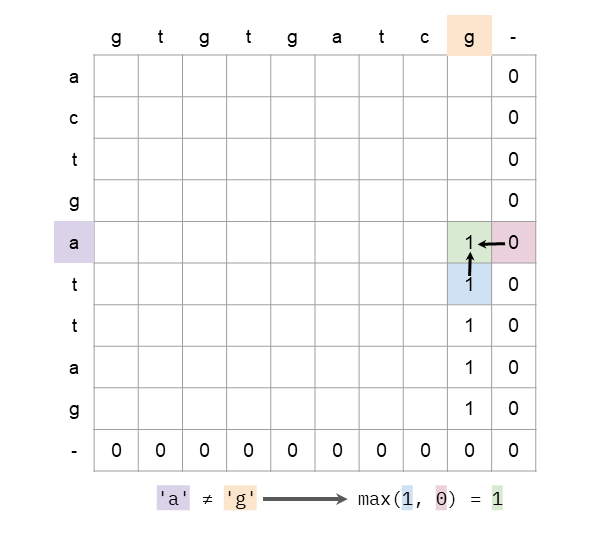 g t g t g a t c g -
a 0
c 0
t 0
g 0
a 1 0
t 1 0
t 1 0
a 1 0
g 1 0
- 0 0 0 0 0 0 0 0 0 0
'a' ≠ 'g' max(1, 0) = 1